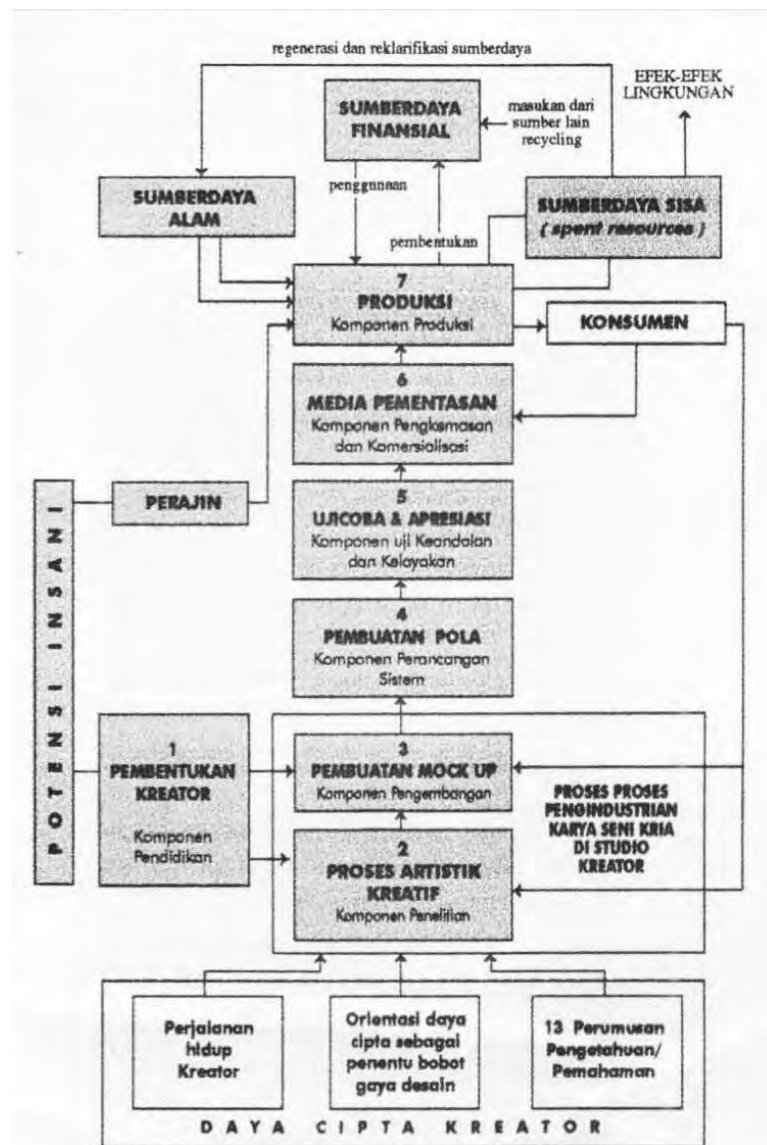 regenerasi dan reklarifikasi sumberdaya
EFEK-EFEK
LINGKUNGAN
SUMBERDAYA
FINANSIAL
masukan dari
sumber lain
recycling
penggunaan
SUMBERDAYA
ALAM
SUMBERDAYA SISA
( spent resources )
pembentukan
7
PRODUKSI
Komponen Produksi
KONSUMEN
6
MEDIA PEMENTASAN
Komponen Pengkemasan
dan Komersialisasi
PERAJIN
5
UJICOBA & APRESIASI
Komponen uji Keandalan
dan Kelayakan
POTENSI INSANI
4
PEMBUATAN POLA
Komponen Perancangan
Sistem
1
PEMBENTUKAN
KREATOR
Komponen
Pendidikan
3
PEMBUATAN MOCK UP
Komponen Pengembangan
2
PROSES ARTISTIK
KREATIF
Komponen Penelitian
PROSES PROSES
PENGINDUSTRIAN
KARYA SENI KRIA
DI STUDIO
KREATOR
Perjalanan
hidup
Kreator
Orientasi daya
cipta sebagai
penentu bobot
gaya desain
13 Perumusan
Pengetahuan/
Pemahaman
DAYA CIPTA KREATOR